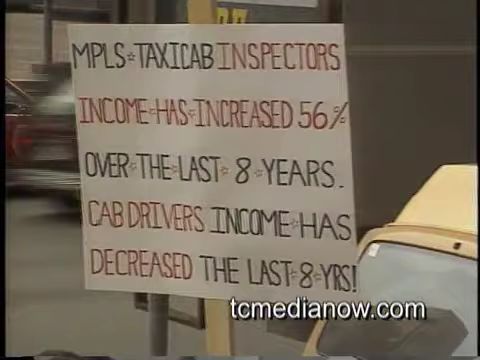 MPLS☆TAXICAB INSPECTORS
INCOME☆HAS☆INCREASED 56%
OVER☆THE☆LAST☆8☆YEARS.
CAB DRIVERS INCOME☆HAS
DECREASED THE LAST☆8☆YRS!
tcmedianow.com